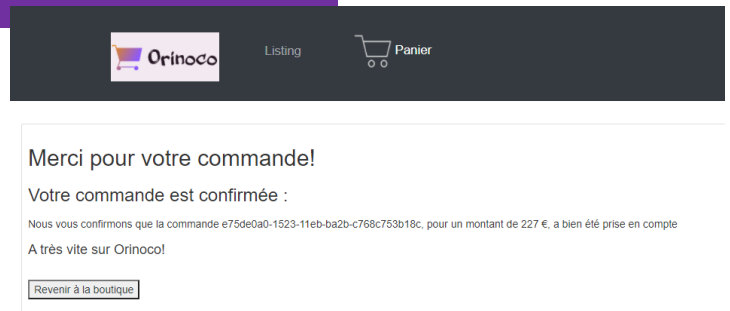 Orinoco
Listing
Panier
Merci pour votre commande!
Votre commande est confirmée :
Nous vous confirmons que la commande e75de0a0-1523-11eb-ba2b-c768c753b18c, pour un montant de 227 €, a bien été prise en compte
A très vite sur Orinoco!
Revenir à la boutique